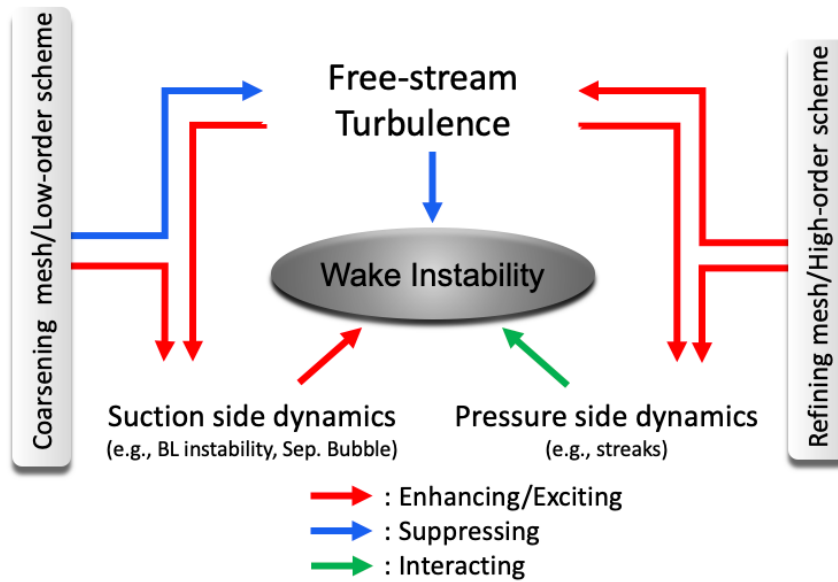 Coarsening mesh/Low-order scheme
Free-stream
Turbulence
Refining mesh/High-order scheme
Wake Instability
Suction side dynamics
(e.g., BL instability, Sep. Bubble)
Pressure side dynamics
(e.g., streaks)
: Enhancing/Exciting
: Suppressing
: Interacting